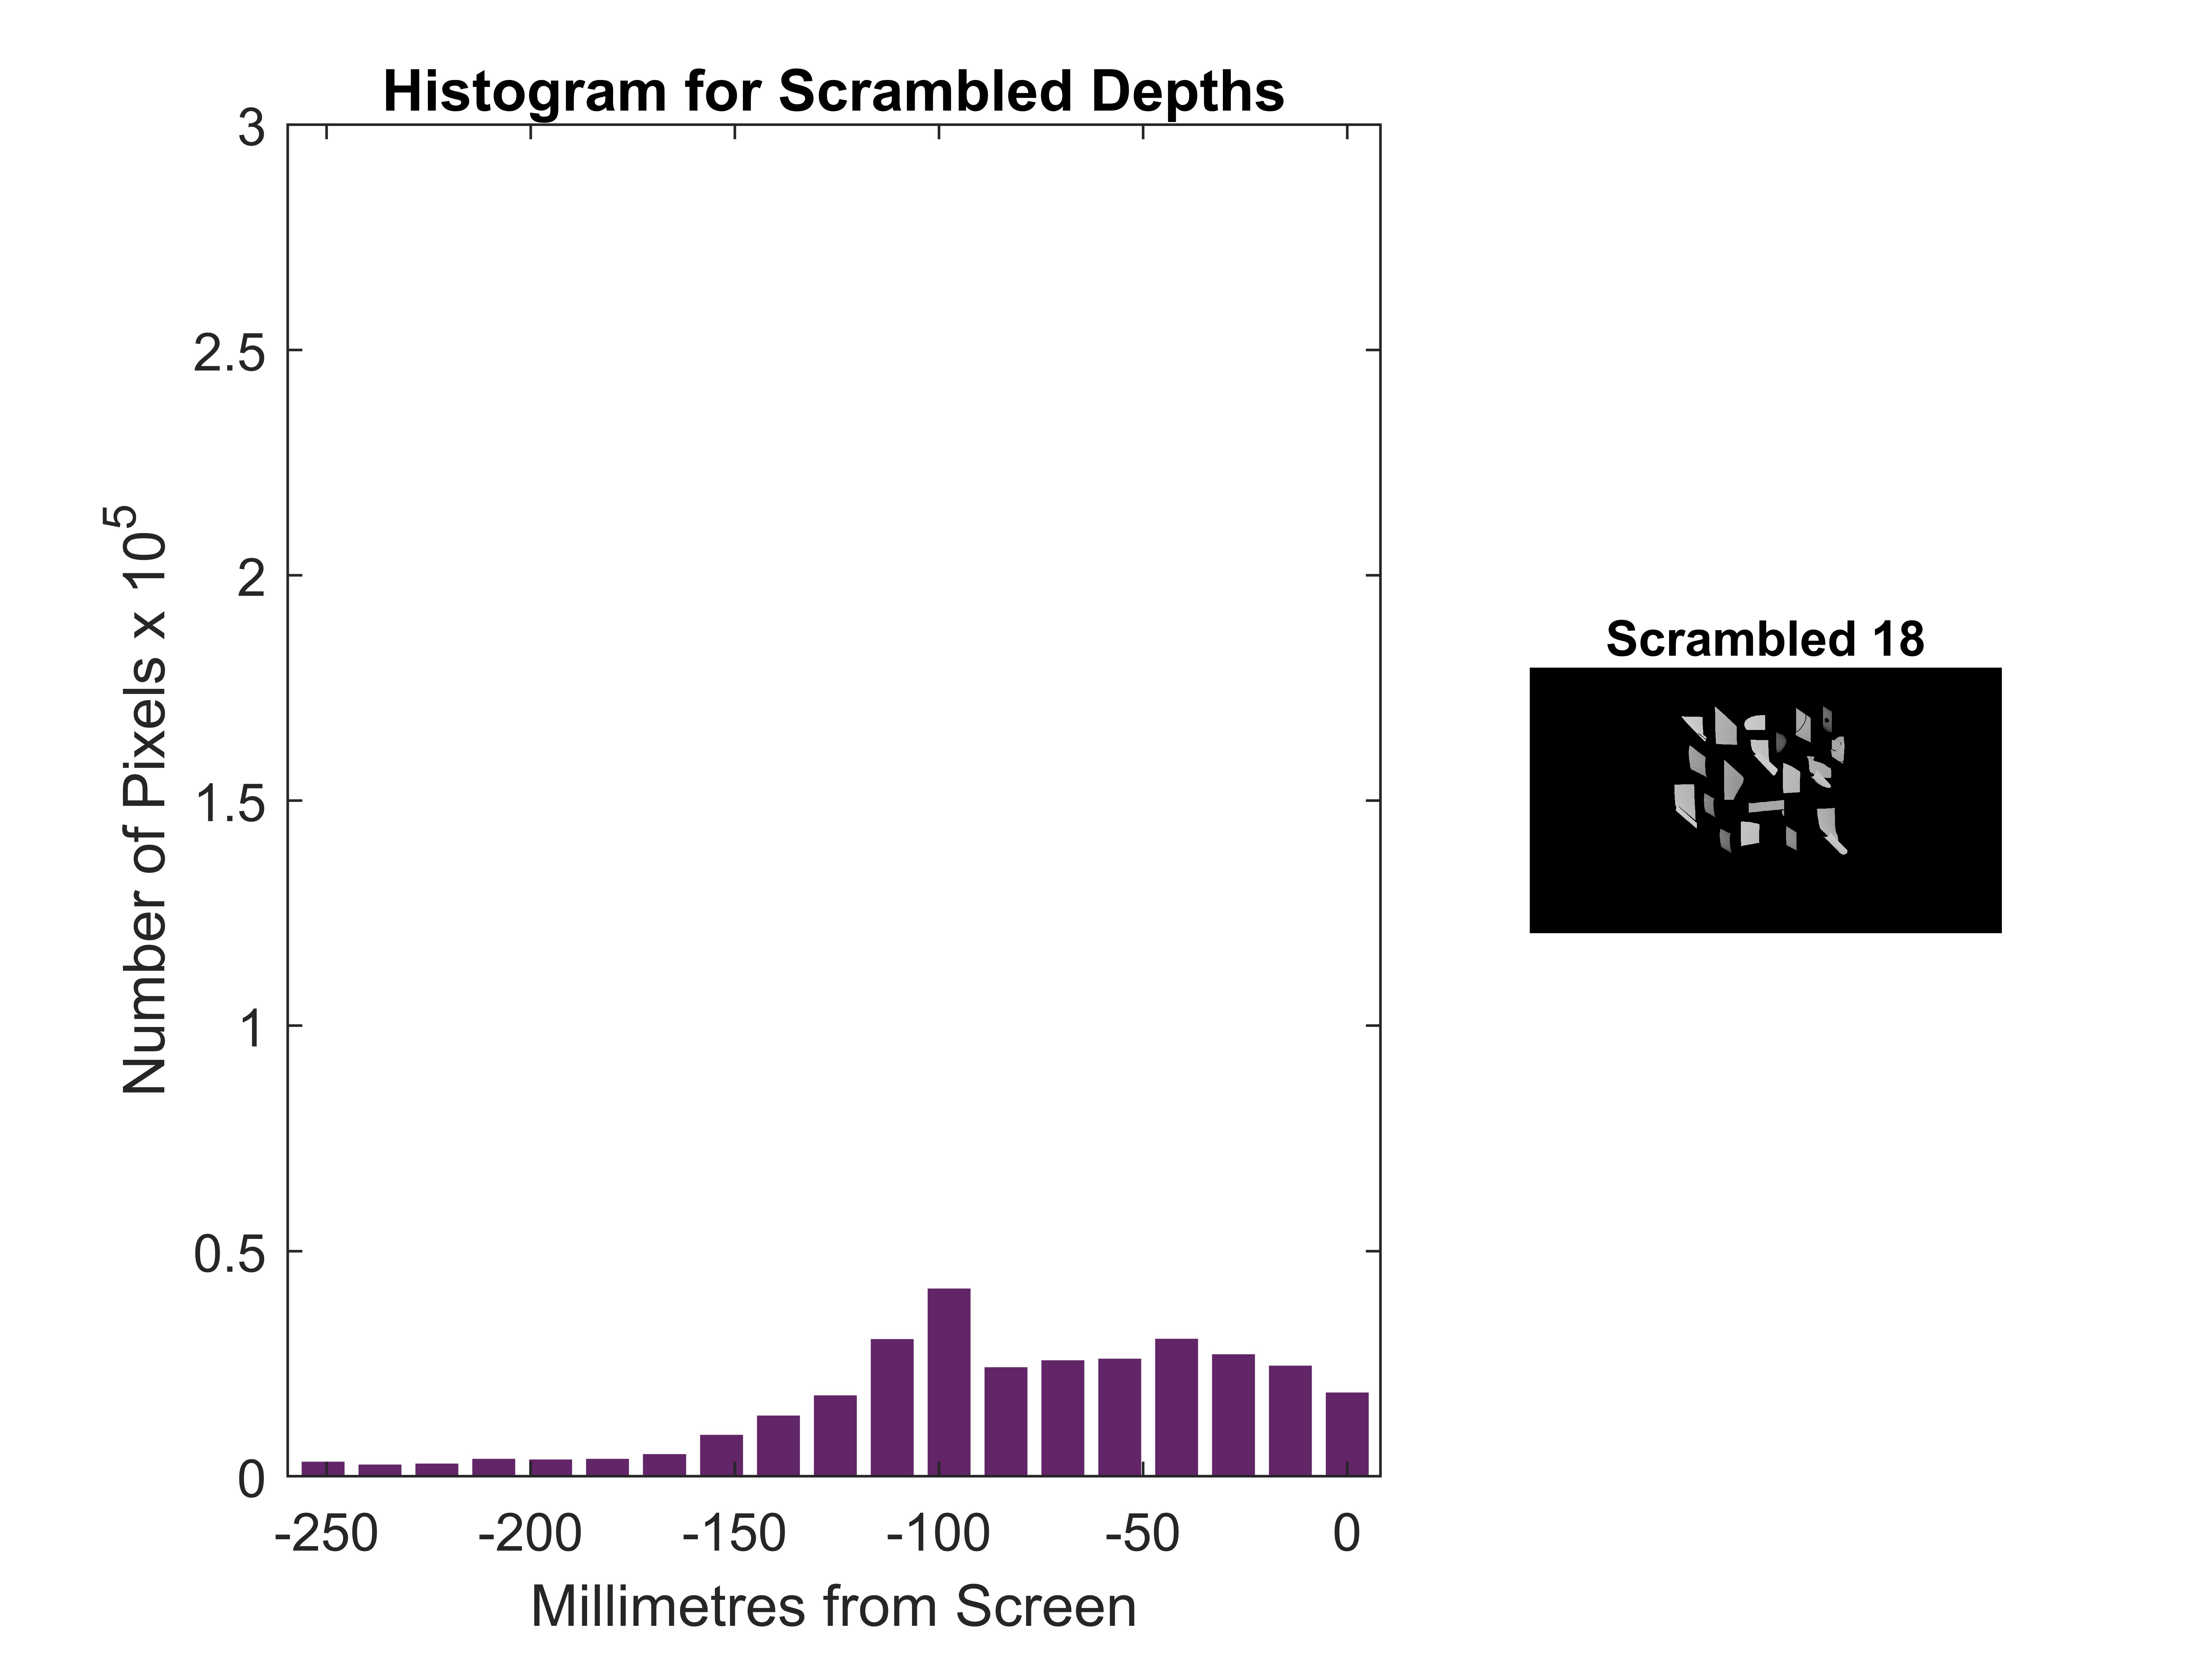 Histogram for Scrambled Depths
3
2.5
2
1.5
1
0.5
0
Number of Pixels x 10^5
-250 -200 -150 -100 -50 0
Millimetres from Screen
Scrambled 18